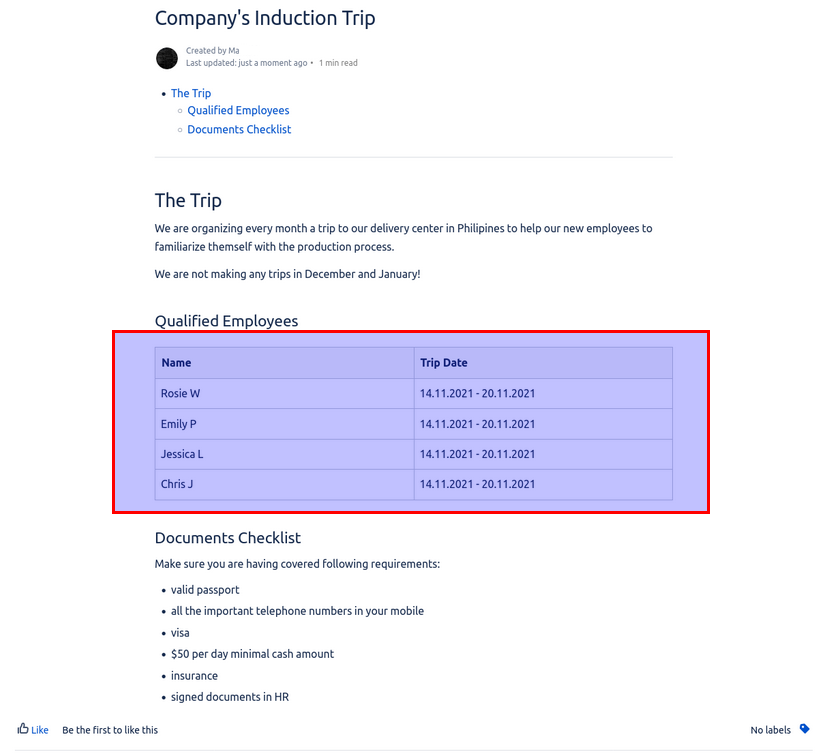 Company's Induction Trip
Created by Ma
Last updated: just a moment ago • 1 min read
• The Trip
○ Qualified Employees
○ Documents Checklist
The Trip
We are organizing every month a trip to our delivery center in Philipines to help our new employees to
familiarize themself with the production process.
We are not making any trips in December and January!
Qualified Employees
Name Trip Date
Rosie W 14.11.2021 - 20.11.2021
Emily P 14.11.2021 - 20.11.2021
Jessica L 14.11.2021 - 20.11.2021
Chris J 14.11.2021 - 20.11.2021
Documents Checklist
Make sure you are having covered following requirements:
• valid passport
• all the important telephone numbers in your mobile
• visa
• $50 per day minimal cash amount
• insurance
• signed documents in HR
Like Be the first to like this No labels